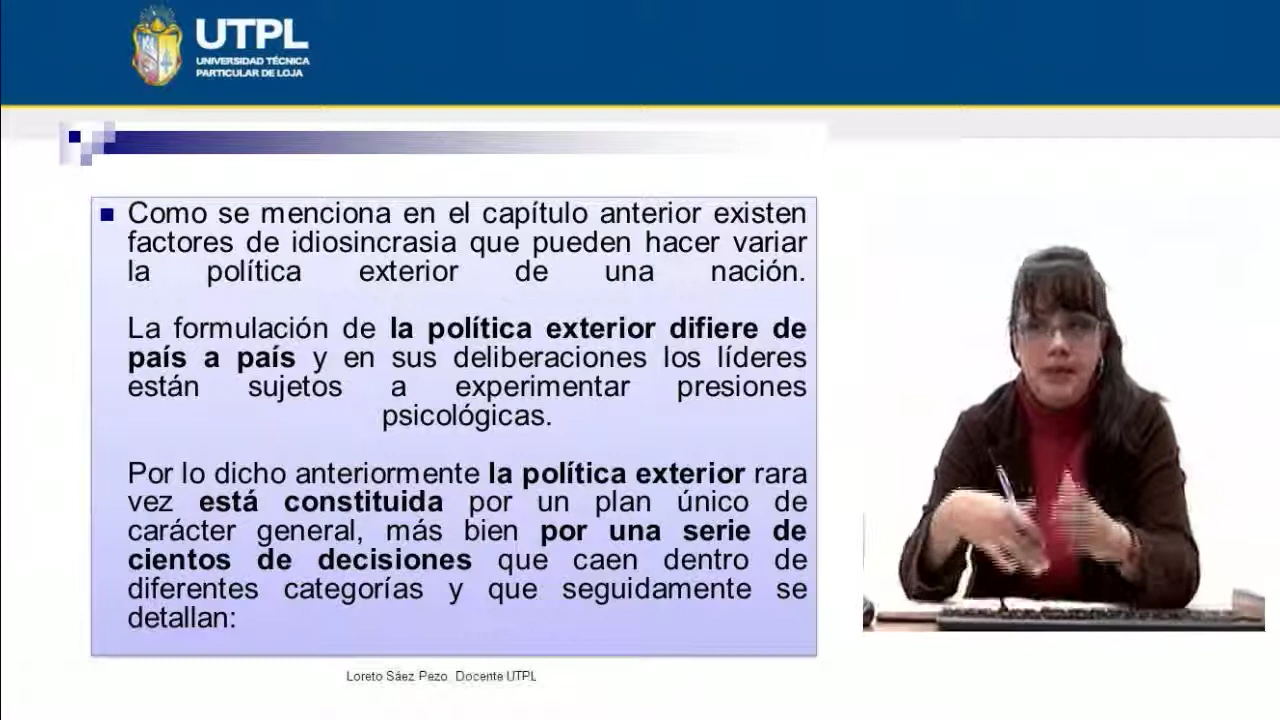 UTPL
UNIVERSIDAD TÉCNICA
PARTICULAR DE LOJA
Como se menciona en el capítulo anterior existen
factores de idiosincrasia que pueden hacer variar
la política exterior de una nación.
La formulación de la política exterior difiere de
país a país y en sus deliberaciones los líderes
están sujetos a experimentar presiones
psicológicas.
Por lo dicho anteriormente la política exterior rara
vez está constituida por un plan único de
carácter general, más bien por una serie de
cientos de decisiones que caen dentro de
diferentes categorías y que seguidamente se
detallan:
Loreto Sáez Pezo. Docente UTPL